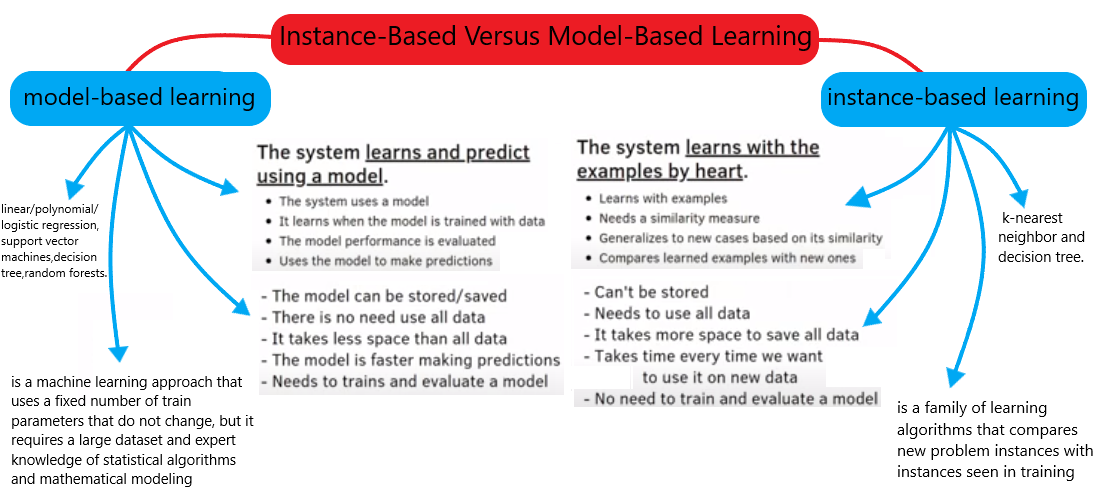 Instance-Based Versus Model-Based Learning
model-based learning
instance-based learning
The system learns and predict
using a model.
• The system uses a model
• It learns when the model is trained with data
• The model performance is evaluated
• Uses the model to make predictions
- The model can be stored/saved
- There is no need use all data
- It takes less space than all data
- The model is faster making predictions
- Needs to trains and evaluate a model
The system learns with the
examples by heart.
• Learns with examples
• Needs a similarity measure
• Generalizes to new cases based on its similarity
• Compares learned examples with new ones
- Can't be stored
- Needs to use all data
- It takes more space to save all data
- Takes time every time we want
to use it on new data
- No need to train and evaluate a model
linear/polynomial/
logistic regression,
support vector
machines,decision
tree,random forests.
k-nearest
neighbor and
decision tree.
is a machine learning approach that
uses a fixed number of train
parameters that do not change, but it
requires a large dataset and expert
knowledge of statistical algorithms
and mathematical modeling
is a family of learning
algorithms that compares
new problem instances with
instances seen in training